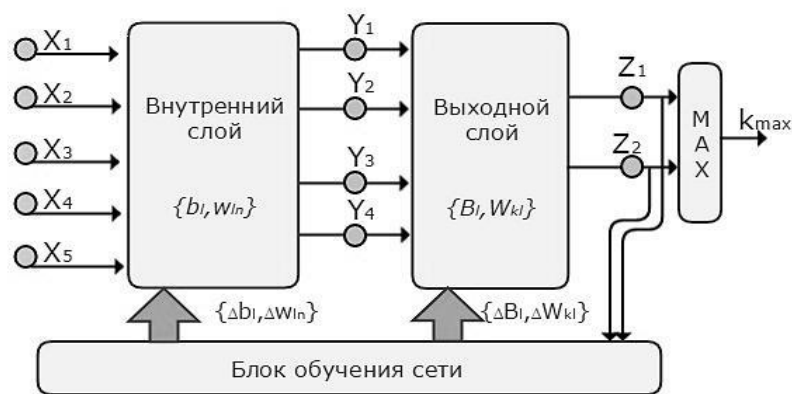 X1
X2
X3
X4
X5
Внутренний
слой
{bl,wln}
Y1
Y2
Y3
Y4
Выходной
слой
{Bl,Wkl}
Z1
Z2
M
A
X
kmax
{Δbl,Δwln}
{ΔBl,ΔWkl}
Блок обучения сети